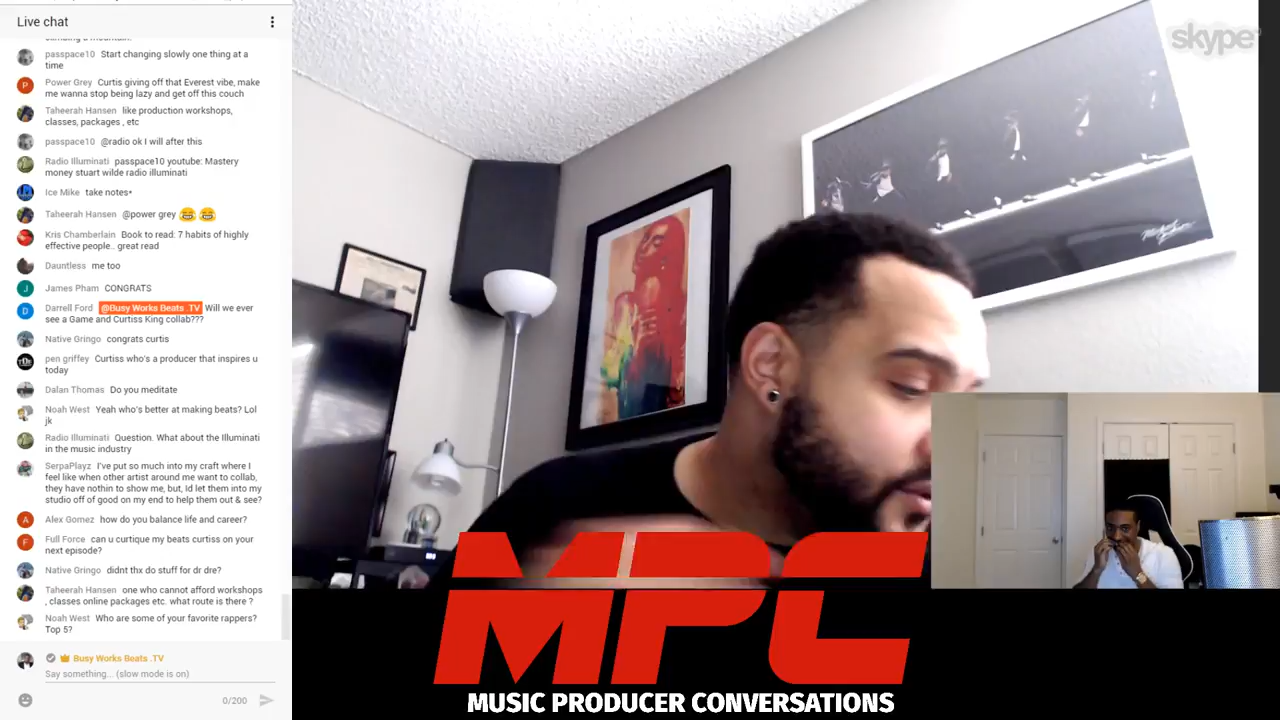 Live chat
passpace10 Start changing slowly one thing at a
time
Power Grey Curtis giving off that Everest vibe, make
me wanna stop being lazy and get off this couch
Taheerah Hansen like production workshops,
classes, packages , etc
passpace10 @radio ok I will after this
Radio Illuminati passpace10 youtube: Mastery
money stuart wilde radio illuminati
Ice Mike take notes*
Taheerah Hansen @power grey
Kris Chamberlain Book to read: 7 habits of highly
effective people.. great read
Dauntless me too
J James Pham CONGRATS
D Darrell Ford @Busy Works Beats .TV Will we ever
see a Game and Curtiss King collab???
Native Gringo congrats curtis
pen griffey Curtiss who's a producer that inspires u
today
Dalan Thomas Do you meditate
Noah West Yeah who's better at making beats? Lol
jk
Radio Illuminati Question. What about the Illuminati
in the music industry
SerpaPlayz I've put so much into my craft where I
feel like when other artist around me want to collab,
they have nothin to show me, but, Id let them into my
studio off of good on my end to help them out & see?
A Alex Gomez how do you balance life and career?
F Full Force can u curtique my beats curtiss on your
next episode?
Native Gringo didnt thx do stuff for dr dre?
Taheerah Hansen one who cannot afford workshops
, classes online packages etc. what route is there ?
Noah West Who are some of your favorite rappers?
Top 5?
Busy Works Beats .TV
Say something... (slow mode is on)
0/200
skype
MPC
MUSIC PRODUCER CONVERSATIONS